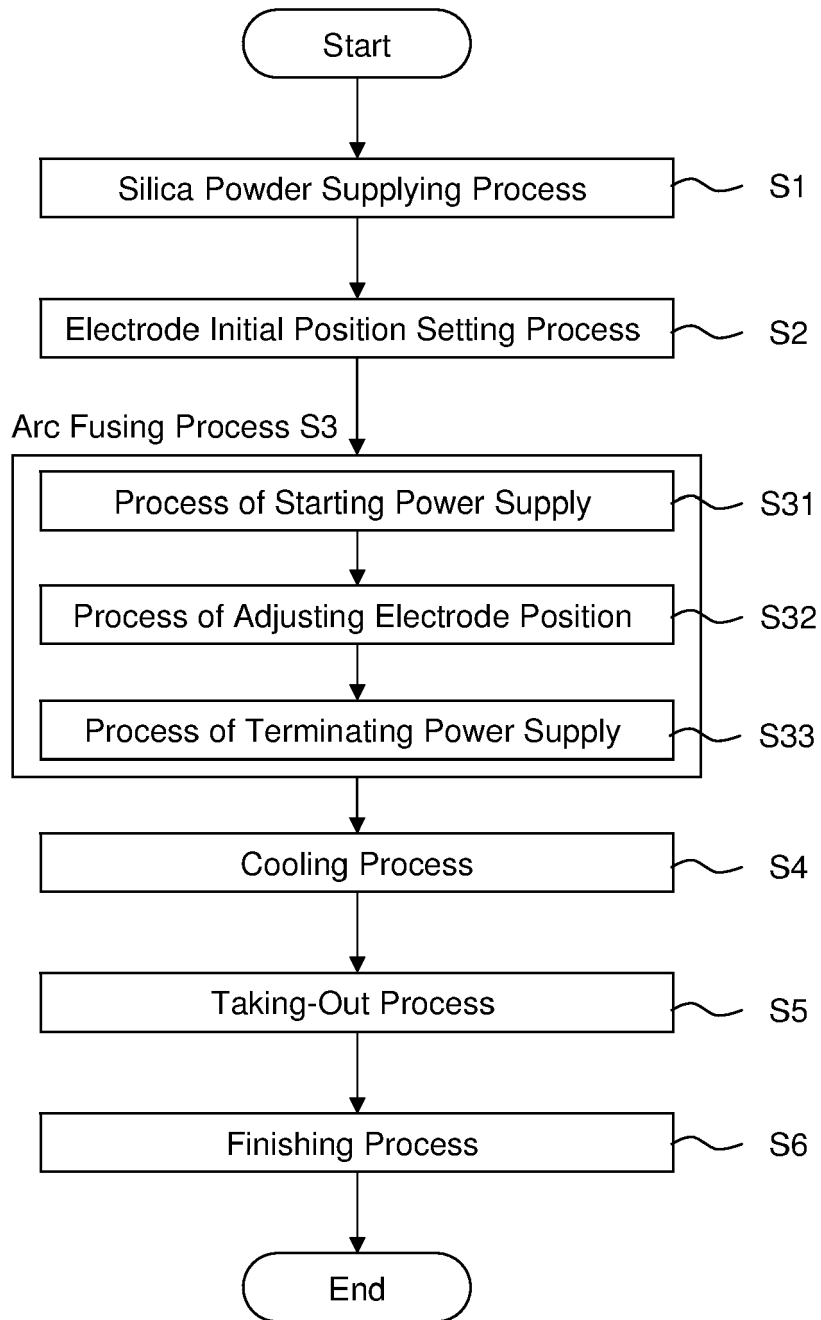 Start
Silica Powder Supplying Process
S1
Electrode Initial Position Setting Process
S2
Arc Fusing Process S3
Process of Starting Power Supply
S31
Process of Adjusting Electrode Position
S32
Process of Terminating Power Supply
S33
Cooling Process
S4
Taking-Out Process
S5
Finishing Process
S6
End